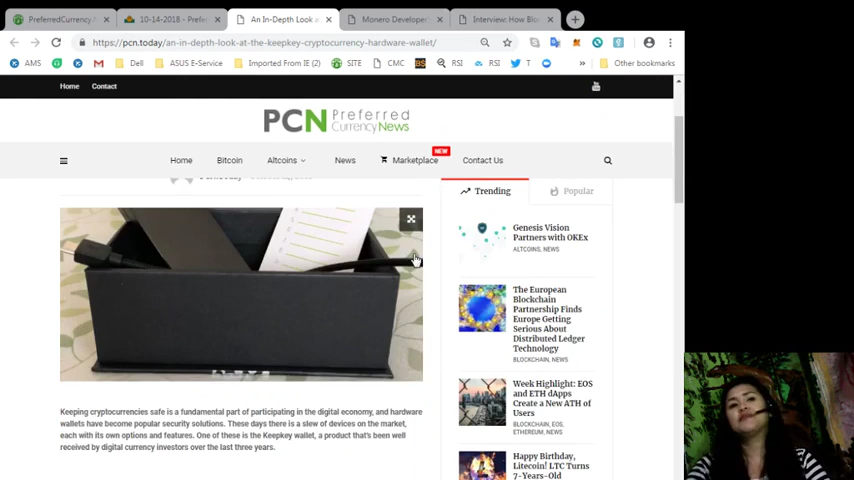 PreferredCurrency
10-14-2018 - Prefer
An In-Depth Look a
Monero Developer
Interview: How Blo
https://pcn.today/an-in-depth-look-at-the-keepkey-cryptocurrency-hardware-wallet/
AMS
Dell
ASUS E-Service
Imported From IE (2)
SITE
CMC
BS
RSI
RSI
T
Other bookmarks
Home
Contact
You
PCN Preferred
Currency News
NEW
Home
Bitcoin
Altcoins
News
Marketplace
Contact Us
Trending
Popular
Genesis Vision
Partners with OKEx
ALTCOINS, NEWS
The European
Blockchain
Partnership Finds
Europe Getting
Serious About
Distributed Ledger
Technology
BLOCKCHAIN, NEWS
Week Highlight: EOS
and ETH dApps
Create a New ATH of
Users
BLOCKCHAIN, EOS,
ETHEREUM, NEWS
Happy Birthday,
Litecoin! LTC Turns
7-Years-Old
Keeping cryptocurrencies safe is a fundamental part of participating in the digital economy, and hardware
wallets have become popular security solutions. These days there is a slew of devices on the market,
each with its own options and features. One of these is the Keepkey wallet, a product that's been well
received by digital currency investors over the last three years.